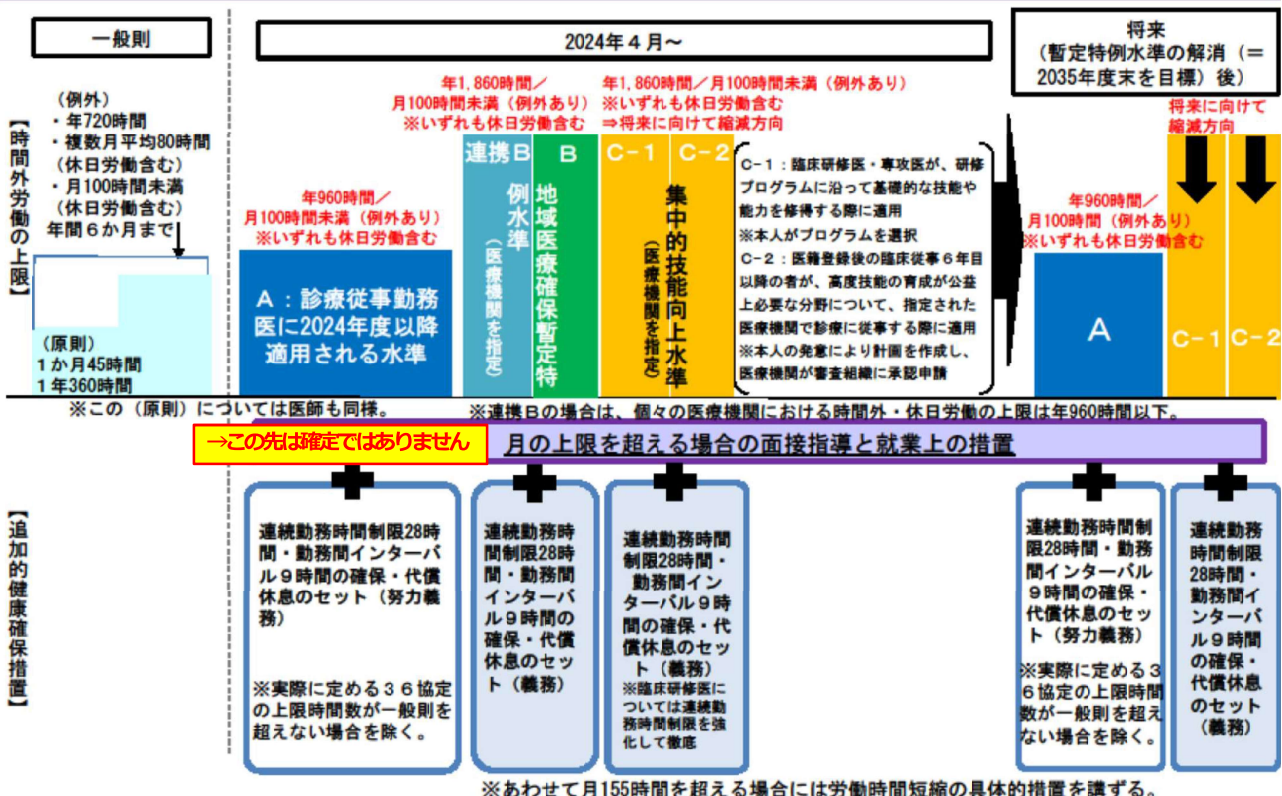 一般則
2024年４月～
将来
（暫定特例水準の解消（＝
2035年度末を目標）後）
【時間外労働の上限】
（例外）
・年720時間
・複数月平均80時間
（休日労働含む）
・月100時間未満
（休日労働含む）
年間６か月まで
（原則）
１か月45時間
１年360時間
年960時間／
月100時間未満（例外あり）
※いずれも休日労働含む
A：診療従事勤務
医に2024年度以降
適用される水準
年1,860時間／
月100時間未満（例外あり）
※いずれも休日労働含む
連携Ｂ
Ｂ
地域医療確保暫定特
例水準
（医療機関を指定）
年1,860時間／月100時間未満（例外あり）
※いずれも休日労働含む
⇒将来に向けて縮減方向
C-1
C-2
集中的技能向上水準
（医療機関を指定）
C-1：臨床研修医・専攻医が、研修
プログラムに沿って基礎的な技能や
能力を修得する際に適用
※本人がプログラムを選択
C-2：医籍登録後の臨床従事６年目
以降の者が、高度技能の育成が公益
上必要な分野について、指定された
医療機関で診療に従事する際に適用
※本人の発意により計画を作成し、
医療機関が審査組織に承認申請
年960時間／
月100時間（例外あり）
※いずれも休日労働含む
A
将来に向けて
縮減方向
C-1
C-2
※この（原則）については医師も同様。
※連携Ｂの場合は、個々の医療機関における時間外・休日労働の上限は年960時間以下。
→この先は確定ではありません
月の上限を超える場合の面接指導と就業上の措置
【追加的健康確保措置】
連続勤務時間制限28時
間・勤務間インターバ
ル９時間の確保・代償
休息のセット（努力義
務）
※実際に定める３６協定
の上限時間数が一般則を
超えない場合を除く。
連続勤務時
間制限28時
間・勤務間
インターバ
ル９時間の
確保・代償
休息のセッ
ト（義務）
連続勤務時間
制限28時間・
勤務間イン
ターバル９時
間の確保・代
償休息のセッ
ト（義務）
※臨床研修医に
ついては連続勤
務時間制限を強
化して徹底
連続勤務時間制
限28時間・勤務
間インターバル
９時間の確保・
代償休息のセッ
ト（努力義務）
※実際に定める３
６協定の上限時間
数が一般則を超え
ない場合を除く。
連続勤務
時間制限
28時間・
勤務間イ
ンターバ
ル９時間
の確保・
代償休息
のセット
（義務）
※あわせて月155時間を超える場合には労働時間短縮の具体的措置を講ずる。